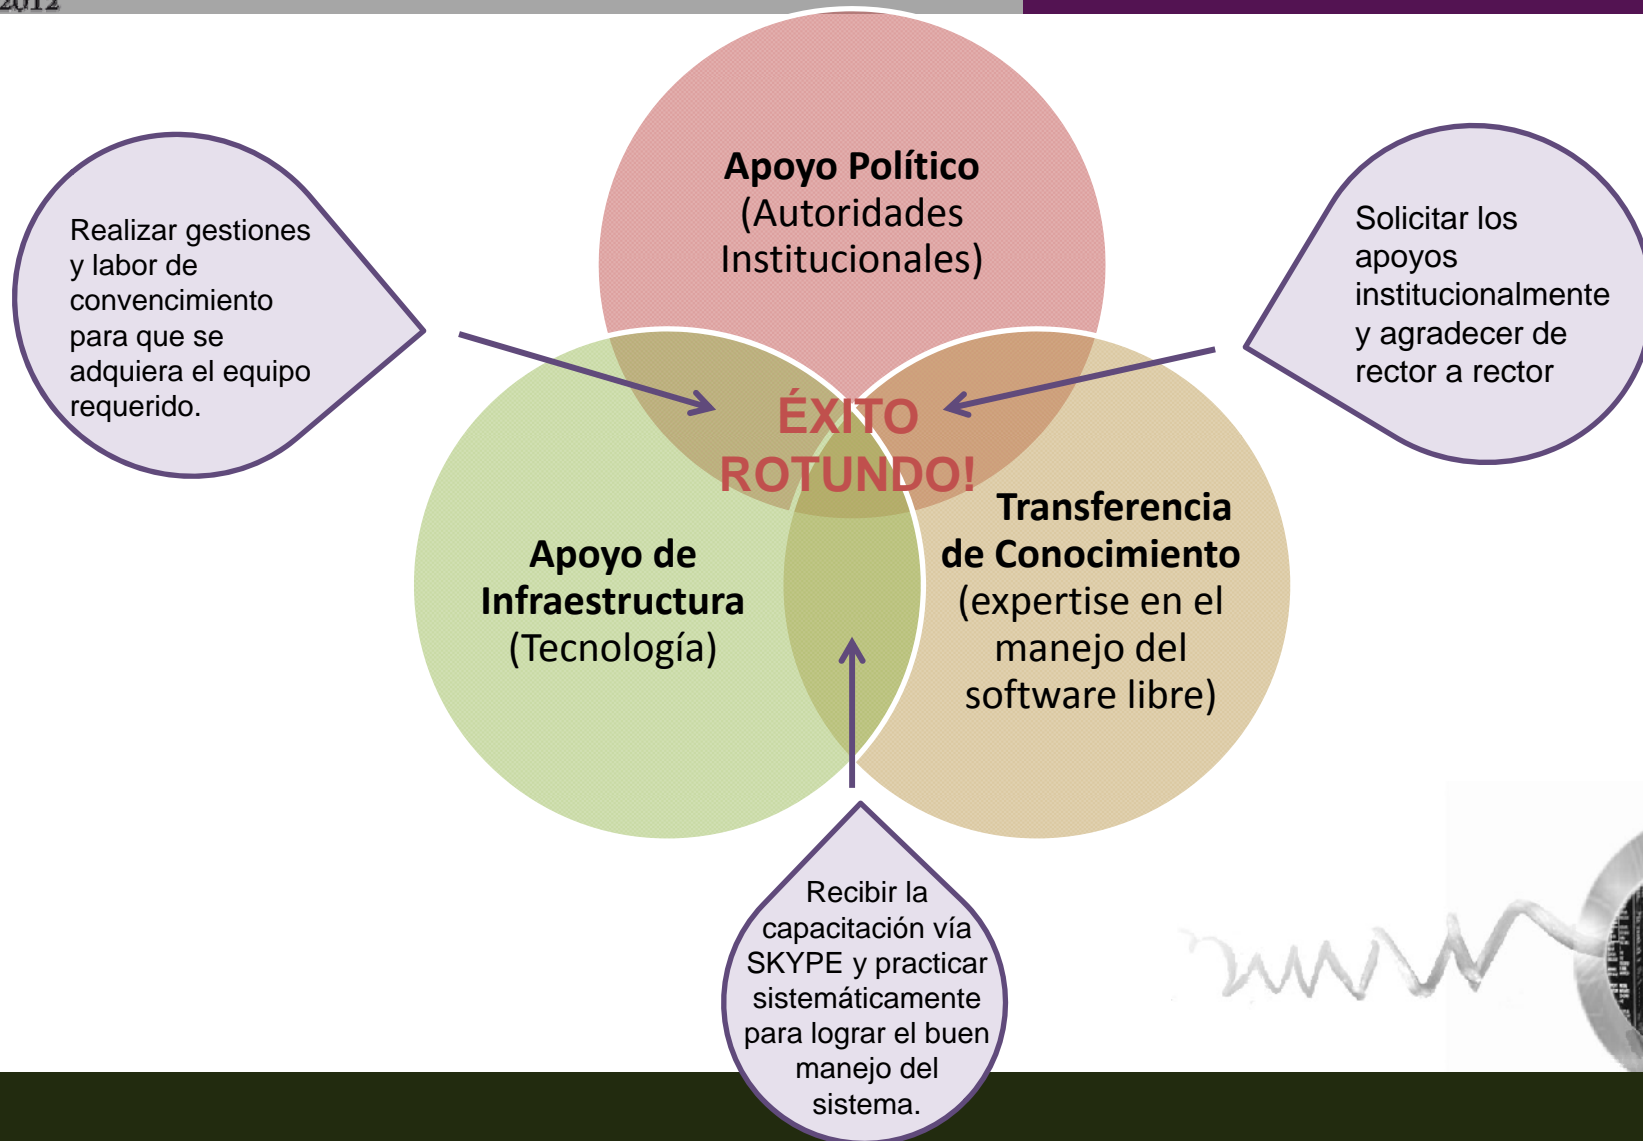 2012
Apoyo Político
(Autoridades
Institucionales)
Realizar gestiones
y labor de
convencimiento
para que se
adquiera el equipo
requerido.
Solicitar los
apoyos
institucionalmente
y agradecer de
rector a rector
ÉXITO
ROTUNDO!
Apoyo de
Infraestructura
(Tecnología)
Transferencia
de Conocimiento
(expertise en el
manejo del
software libre)
Recibir la
capacitación vía
SKYPE y practicar
sistemáticamente
para lograr el buen
manejo del
sistema.